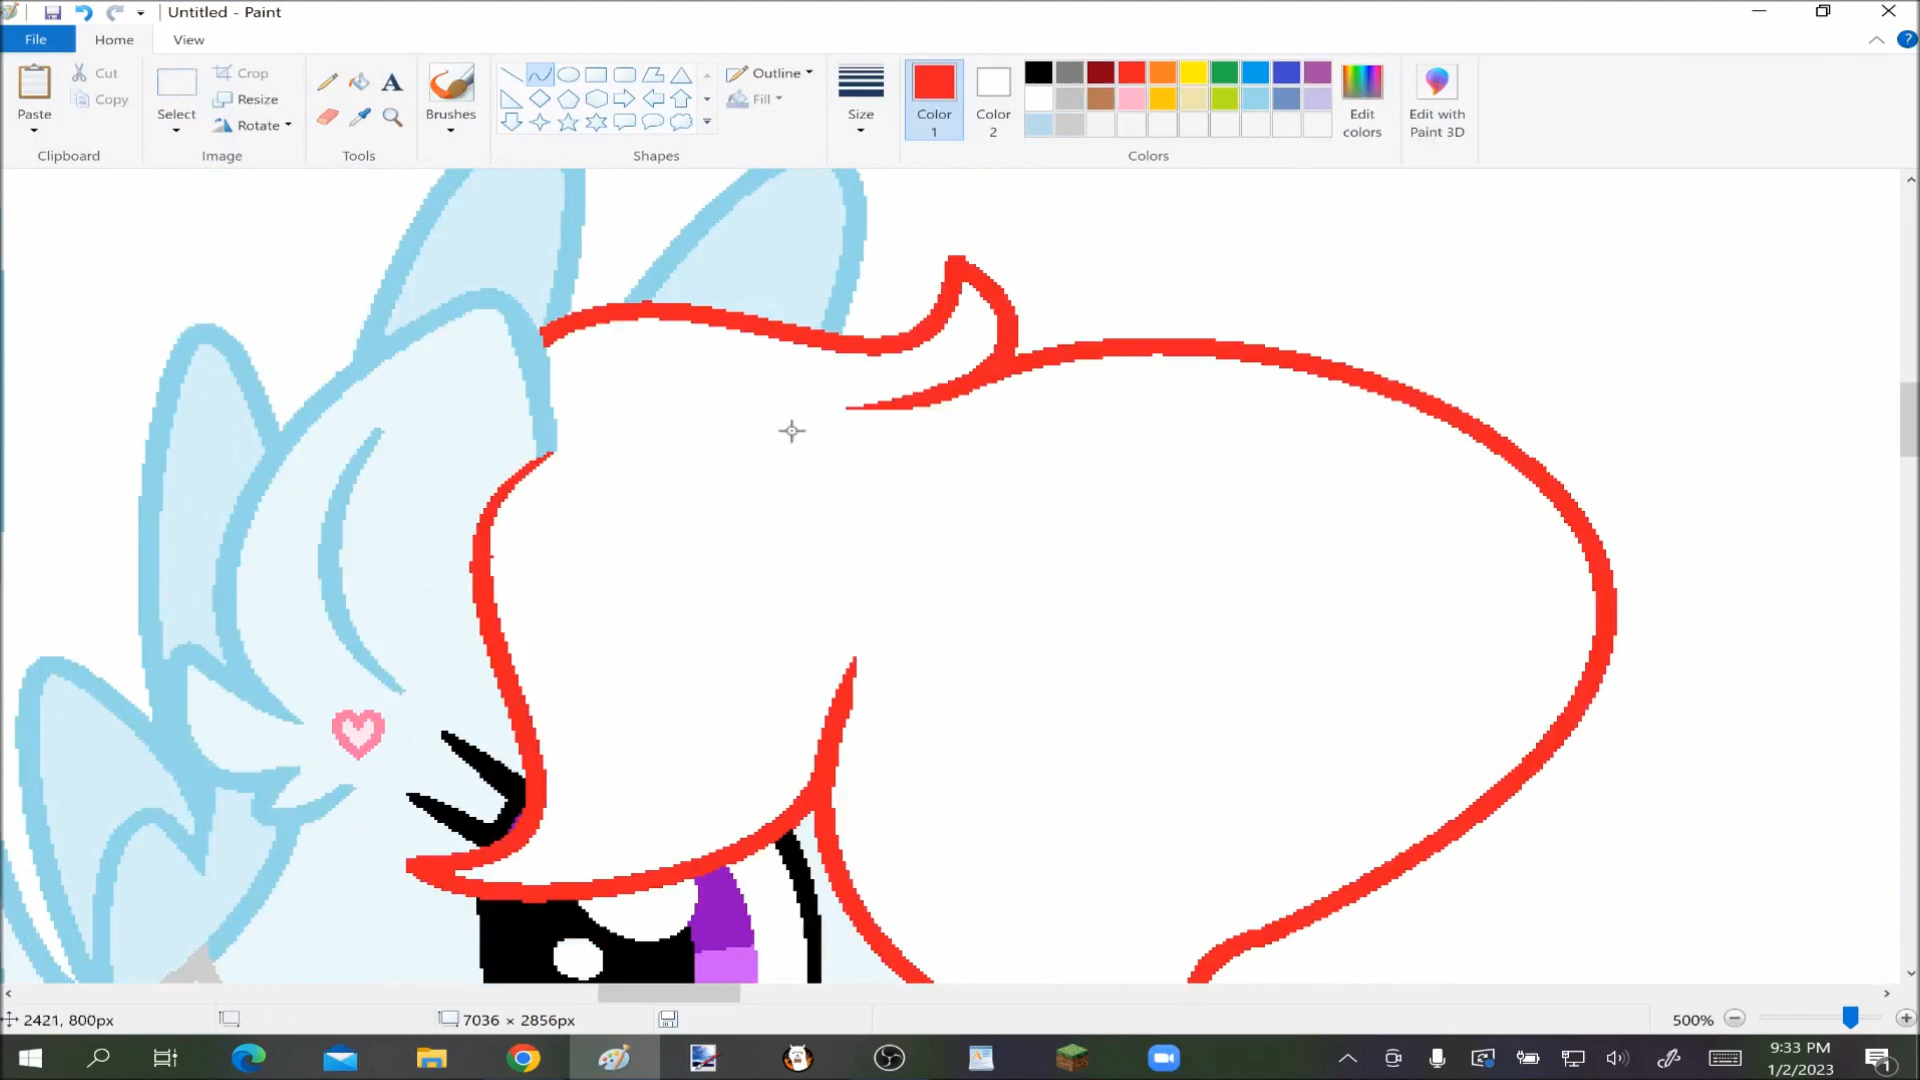 Untitled - Paint
File Home View
Paste Cut Copy Clipboard
Select Crop Resize Rotate Image
A Tools
Brushes
Outline Fill Shapes
Size
Color 1
Color 2
Edit colors
Colors
Edit with Paint 3D
?
2421, 800px
7036 × 2856px
500%
9:33 PM
1/2/2023
1